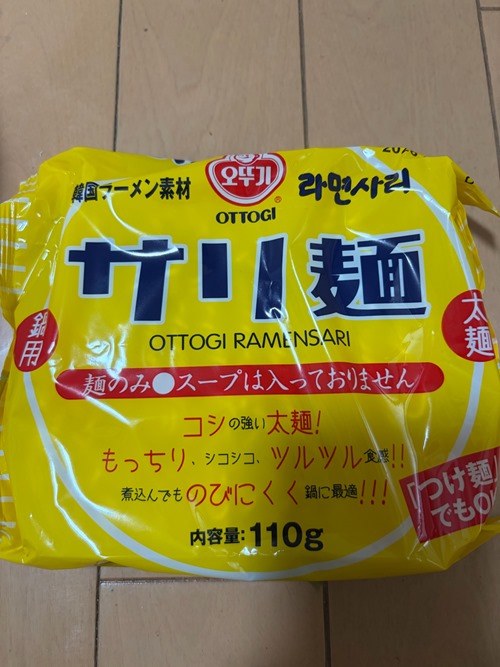 韓国ラーメン素材
오뚜기
OTTOGI
라면사리
サリ麺
鍋用
太麺
OTTOGI RAMENSARI
麺のみ●スープは入っておりません
コシの強い太麺!
もっちり、シコシコ、ツルツル食感!!
煮込んでものびにくく鍋に最適!!!
「つけ麺」
でも
内容量:110g